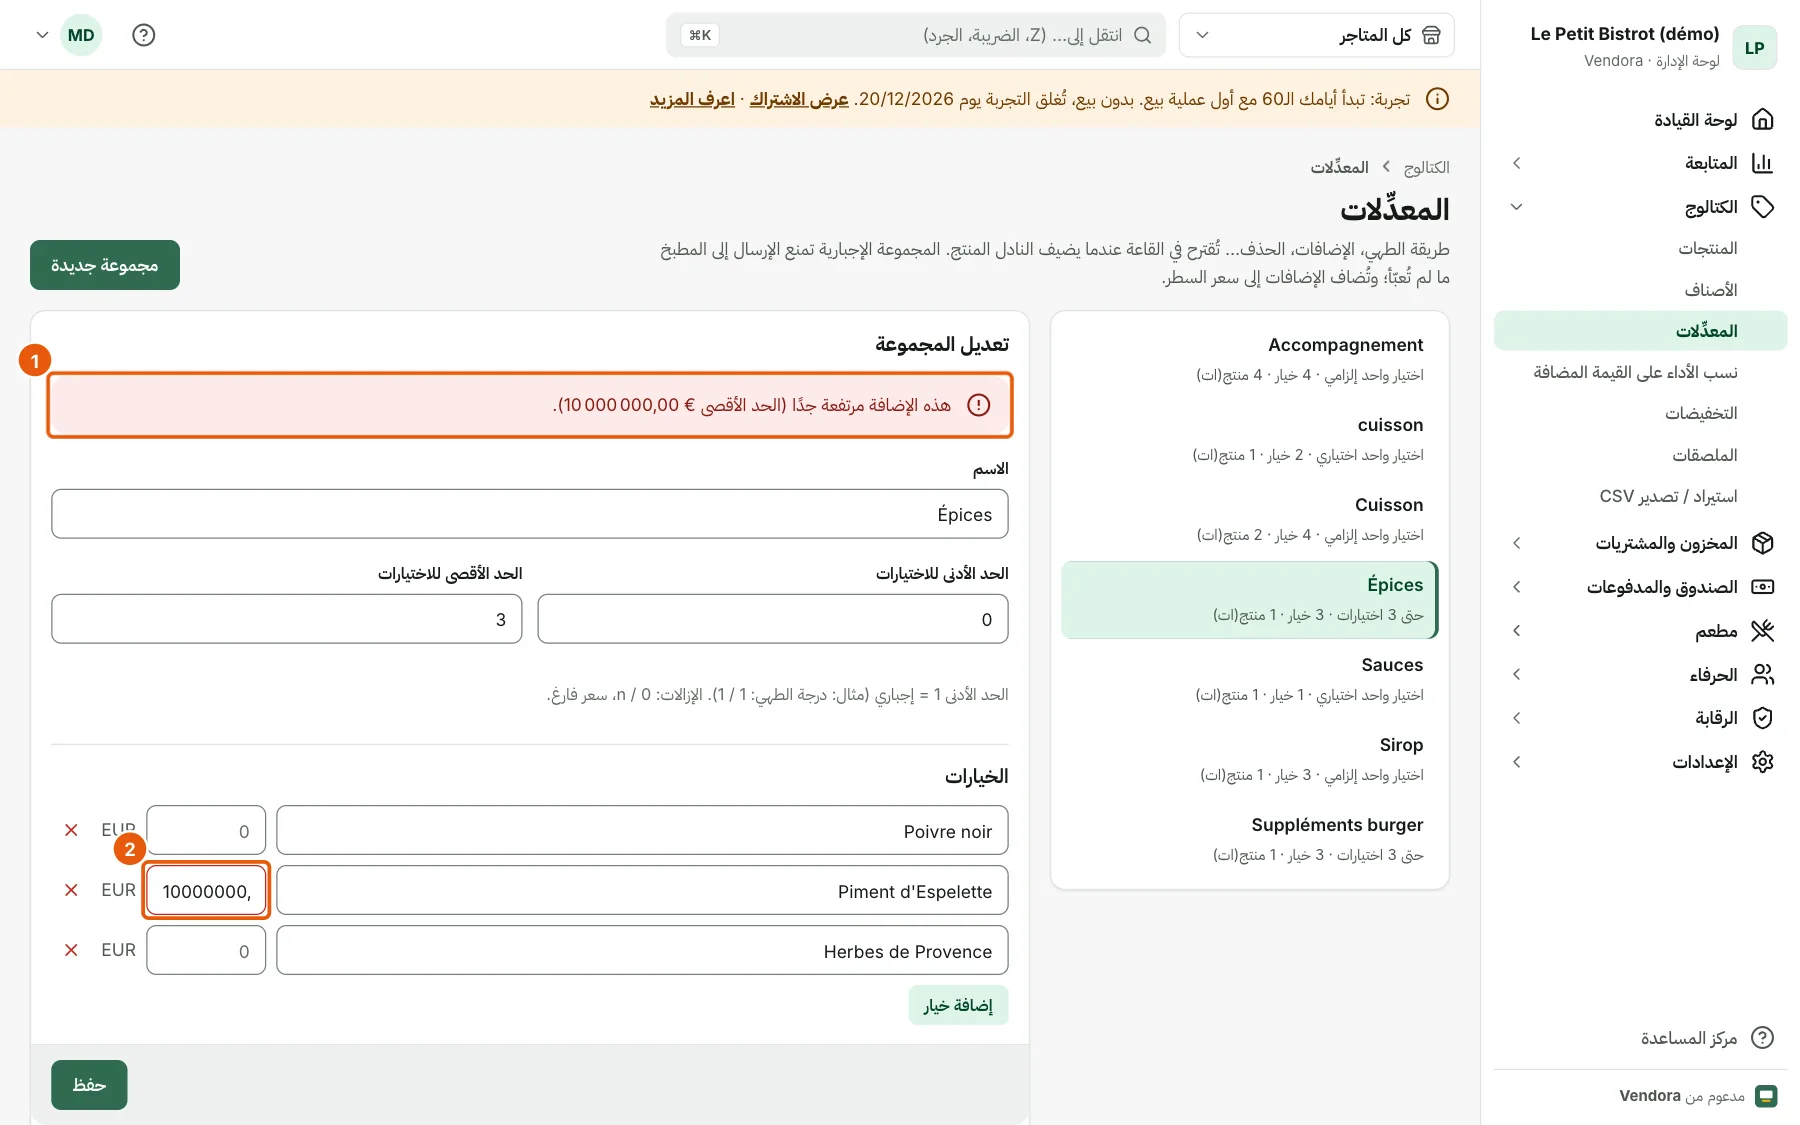 Le Petit Bistrot (démo)
لوحة الإدارة · Vendora
LP
كل المتاجر
انتقل إلى... (Z، الضريبة، الجرد)
⌘K
MD
تجربة: تبدأ أيامك الـ60 مع أول عملية بيع. بدون بيع، تُغلق التجربة يوم 20/12/2026. عرض الاشتراك · اعرف المزيد
لوحة القيادة
المتابعة
الكتالوج
المنتجات
الأصناف
المعدِّلات
نسب الأداء على القيمة المضافة
التخفيضات
الملصقات
استيراد / تصدير CSV
المخزون والمشتريات
الصندوق والمدفوعات
مطعم
الحرفاء
الرقابة
الإعدادات
مركز المساعدة
مدعوم من Vendora
الكتالوج
المعدِّلات
المعدِّلات
طريقة الطهي، الإضافات، الحذف... تُقترح في القاعة عندما يضيف النادل المنتج. المجموعة الإجبارية تمنع الإرسال إلى المطبخ
ما لم تُعبّأ؛ وتُضاف الإضافات إلى سعر السطر.
مجموعة جديدة
Accompagnement
اختيار واحد إلزامي · 4 خيار · 4 منتج(ات)
cuisson
اختيار واحد اختياري · 2 خيار · 1 منتج(ات)
Cuisson
اختيار واحد إلزامي · 4 خيار · 2 منتج(ات)
Épices
حتى 3 اختيارات · 3 خيار · 1 منتج(ات)
Sauces
اختيار واحد اختياري · 1 خيار · 1 منتج(ات)
Sirop
اختيار واحد إلزامي · 3 خيار · 1 منتج(ات)
Suppléments burger
حتى 3 اختيارات · 3 خيار · 1 منتج(ات)
تعديل المجموعة
1
هذه الإضافة مرتفعة جدًا (الحد الأقصى 10 000 000,00 €).
الاسم
Épices
الحد الأدنى للاختيارات
الحد الأقصى للاختيارات
0
3
الحد الأدنى 1 = إجباري (مثال: درجة الطهي: 1 / 1). الإزالات: 0 / n، سعر فارغ.
الخيارات
Poivre noir
0
EUR
2
Piment d'Espelette
10000000,
EUR
Herbes de Provence
0
EUR
إضافة خيار
حفظ